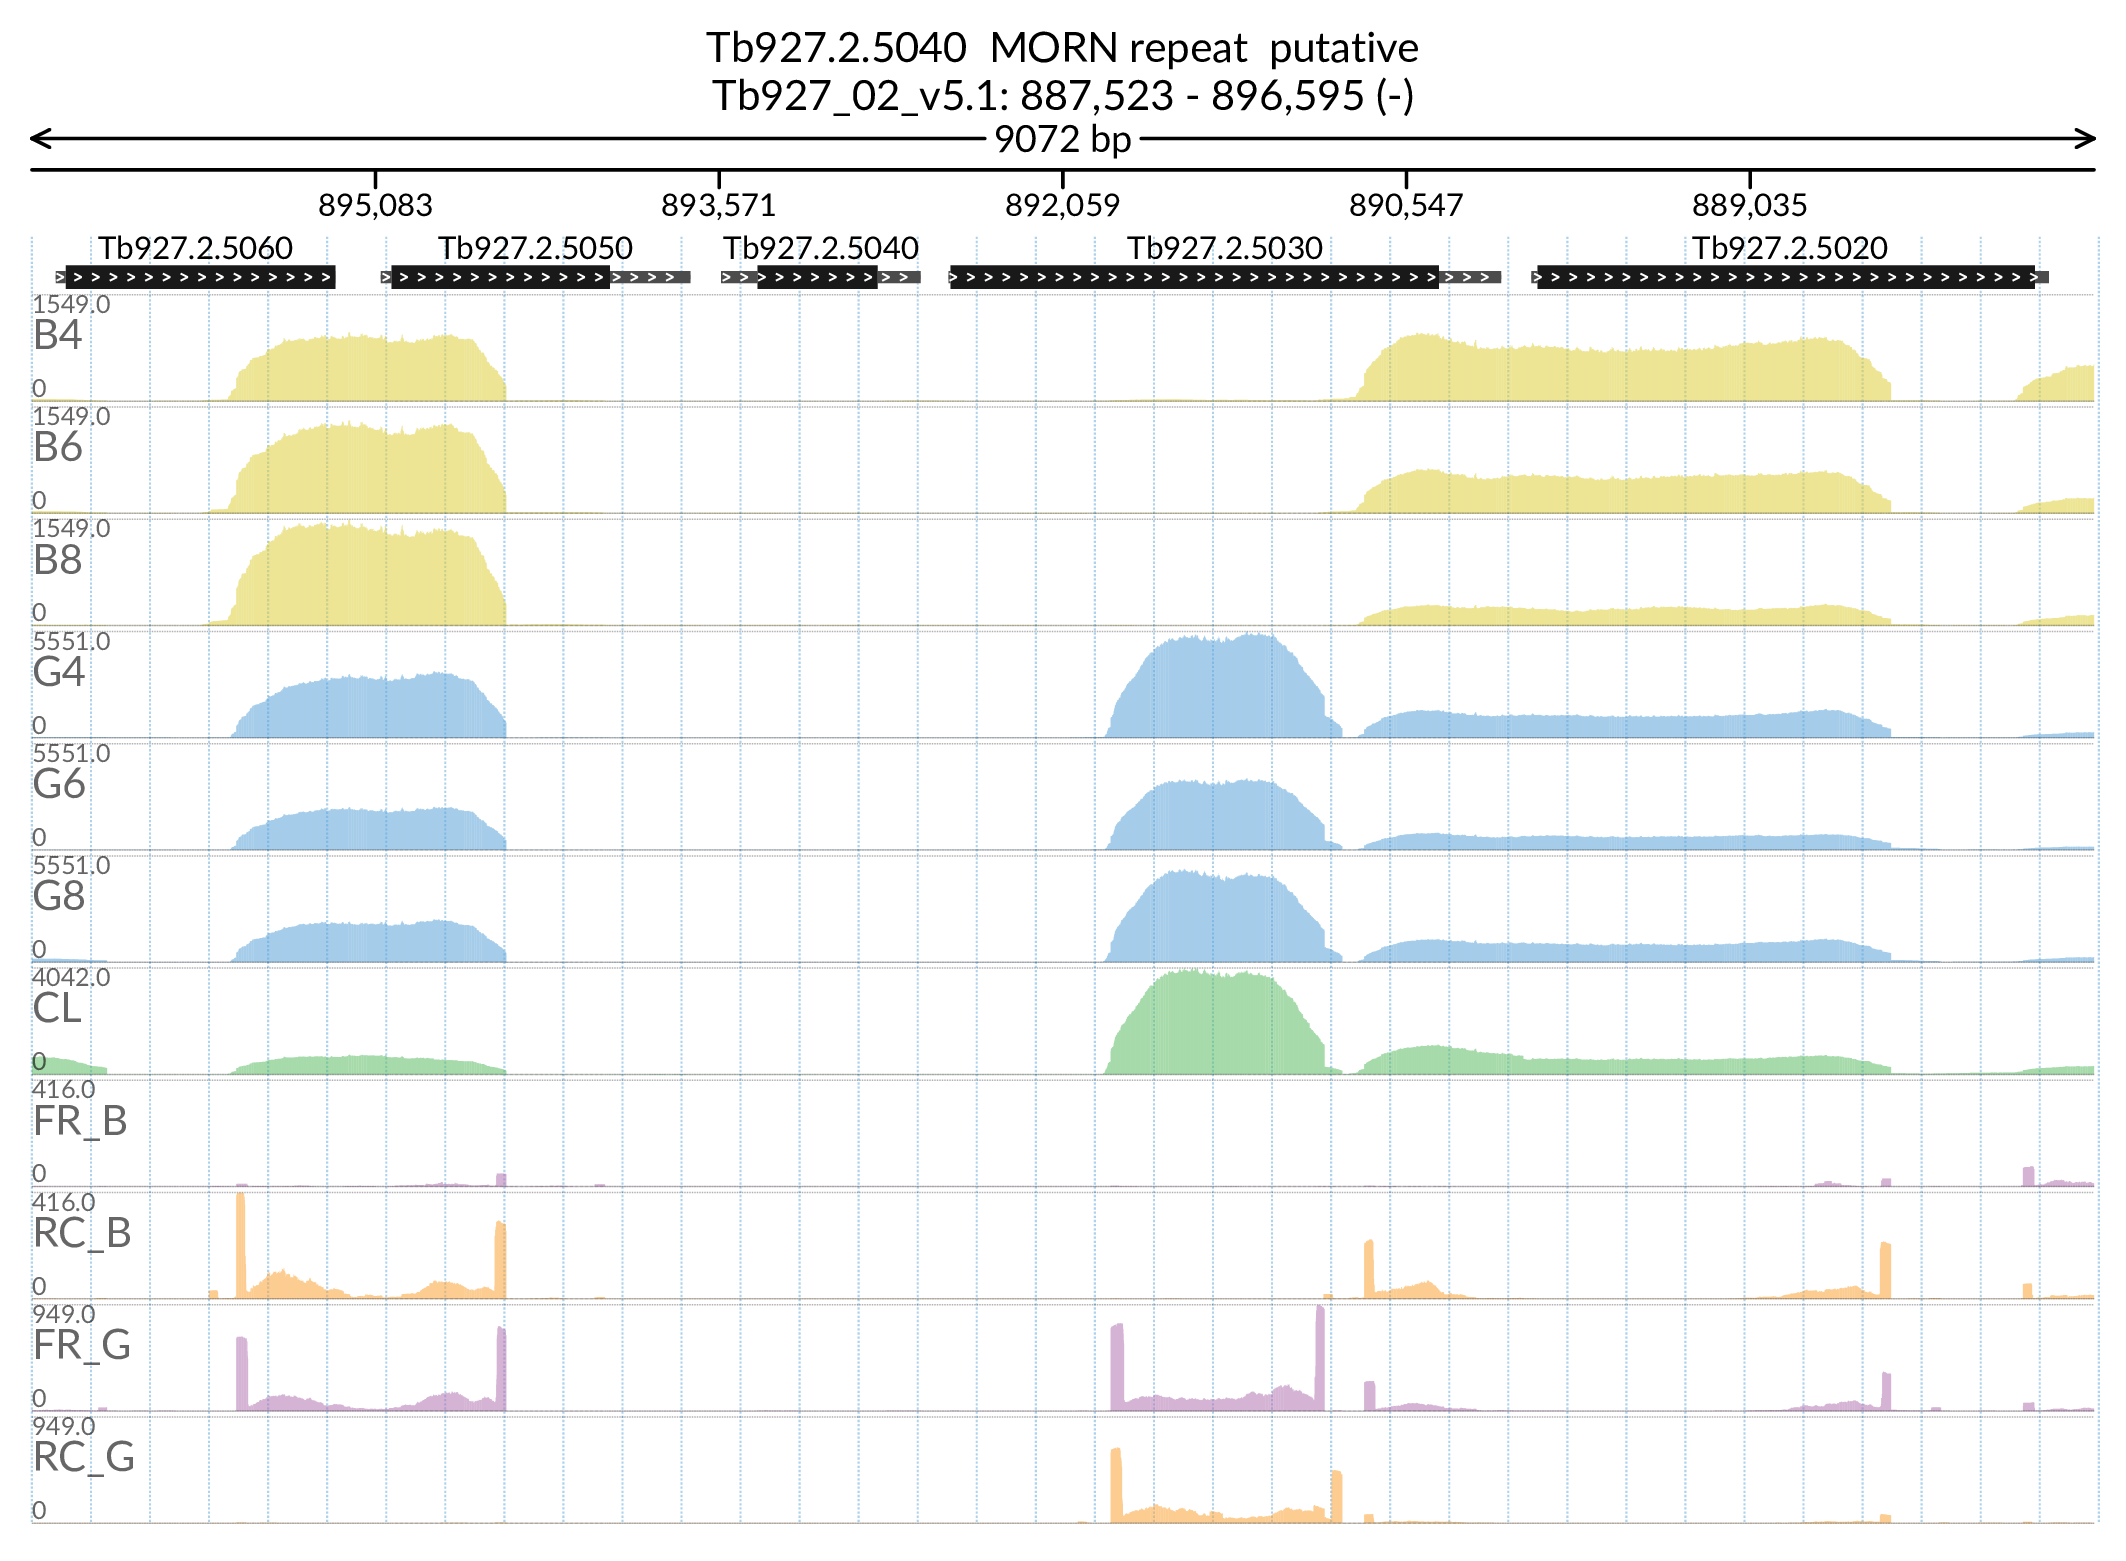 Tb927.2.5040 MORN repeat putative
Tb927_02_v5.1: 887,523 - 896,595 (-)
9072 bp
895,083 893,571 892,059 890,547 889,035
Tb927.2.5060 Tb927.2.5050 Tb927.2.5040 Tb927.2.5030 Tb927.2.5020
1549.0
B4
0
1549.0
B6
0
1549.0
B8
0
5551.0
G4
0
5551.0
G6
0
5551.0
G8
0
4042.0
CL
0
416.0
FR_B
0
416.0
RC_B
0
949.0
FR_G
0
949.0
RC_G
0